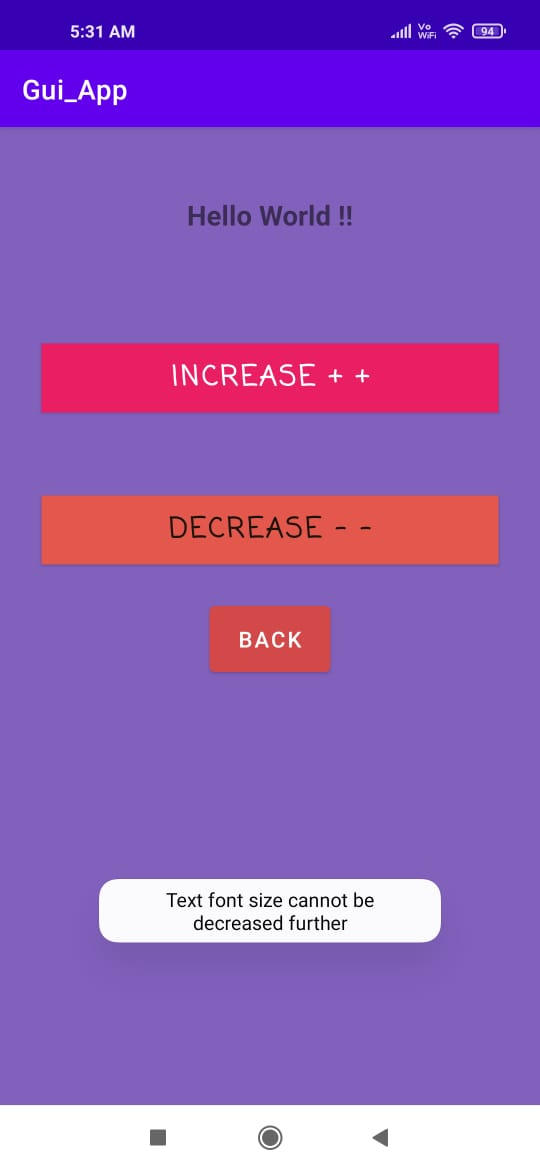 5:31 AM
Vo
WiFi
94
Gui_App
Hello World !!
INCREASE + +
DECREASE - -
BACK
Text font size cannot be
decreased further